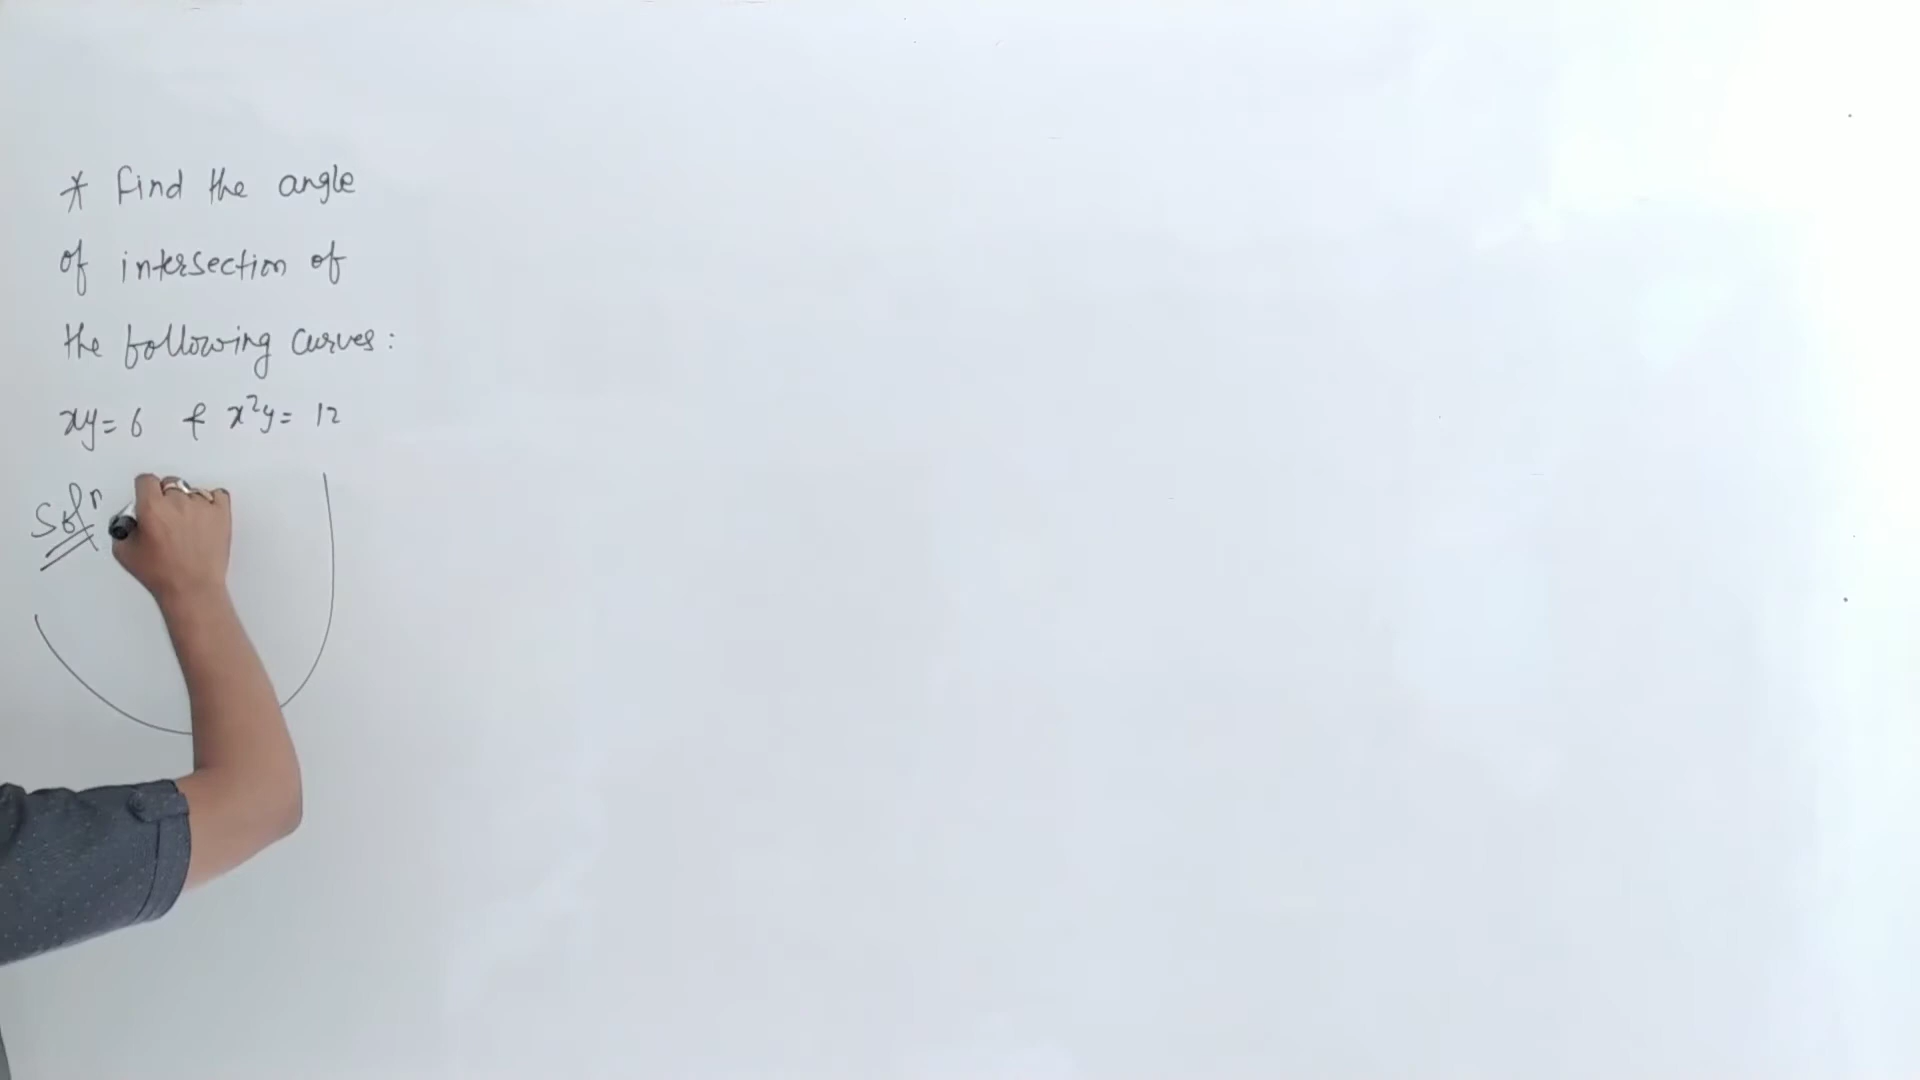 * Find the angle
of intersection of
the following curves:
xy = 6 & x²y = 12
Solⁿ